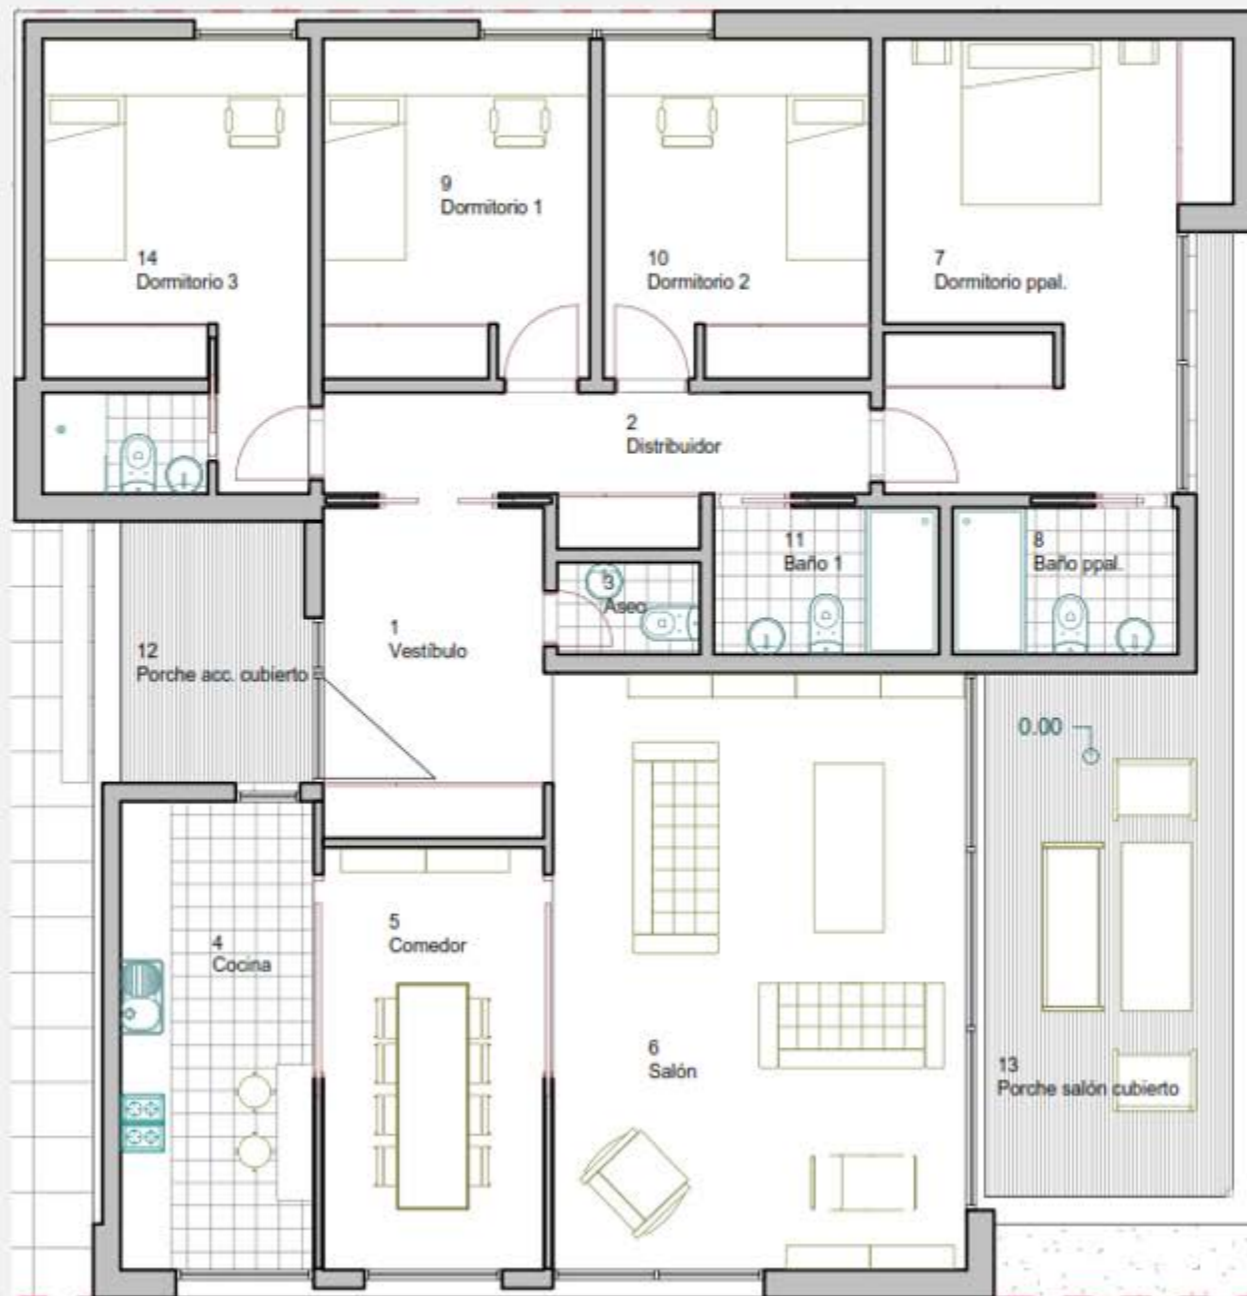 9
Dormitorio 1
14
Dormitorio 3
10
Dormitorio 2
7
Dormitorio ppal.
2
Distribuidor
11
Baño 1
8
Baño ppal.
3
Aseo
1
Vestíbulo
12
Porche acc. cubierto
0.00
5
Comedor
4
Cocina
6
Salón
13
Porche salón cubierto